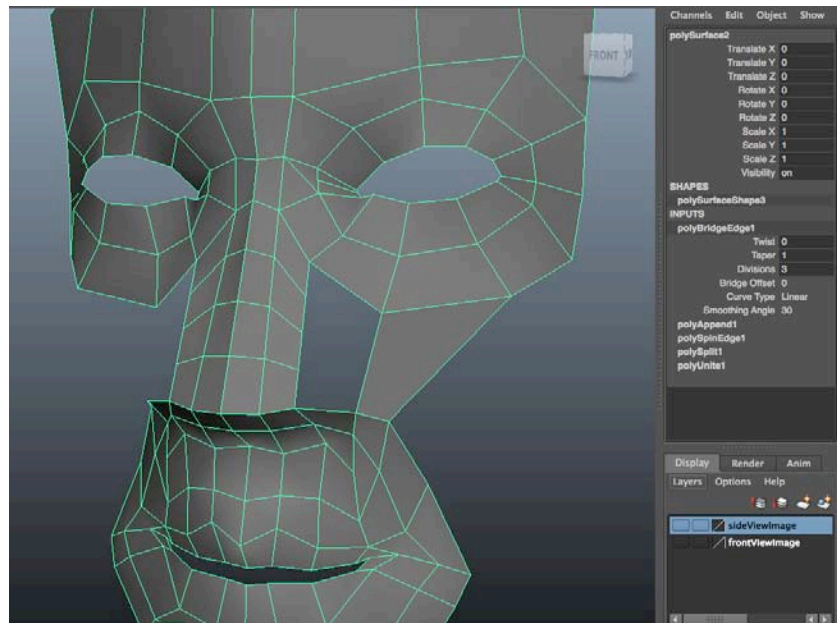 Channels Edit Object Show
polySurface2
Translate X 0
Translate Y 0
Translate Z 0
Rotate X 0
Rotate Y 0
Rotate Z 0
Scale X 1
Scale Y 1
Scale Z 1
Visibility on
SHAPES
polySurfaceShape3
INPUTS
polyBridgeEdge1
Twist 0
Taper 1
Divisions 3
Bridge Offset 0
Curve Type Linear
Smoothing Angle 30
polyAppend1
polySpinEdge1
polySplit1
polyUnite1
FRONT
Display Render Anim
Layers Options Help
sideViewImage
frontViewImage